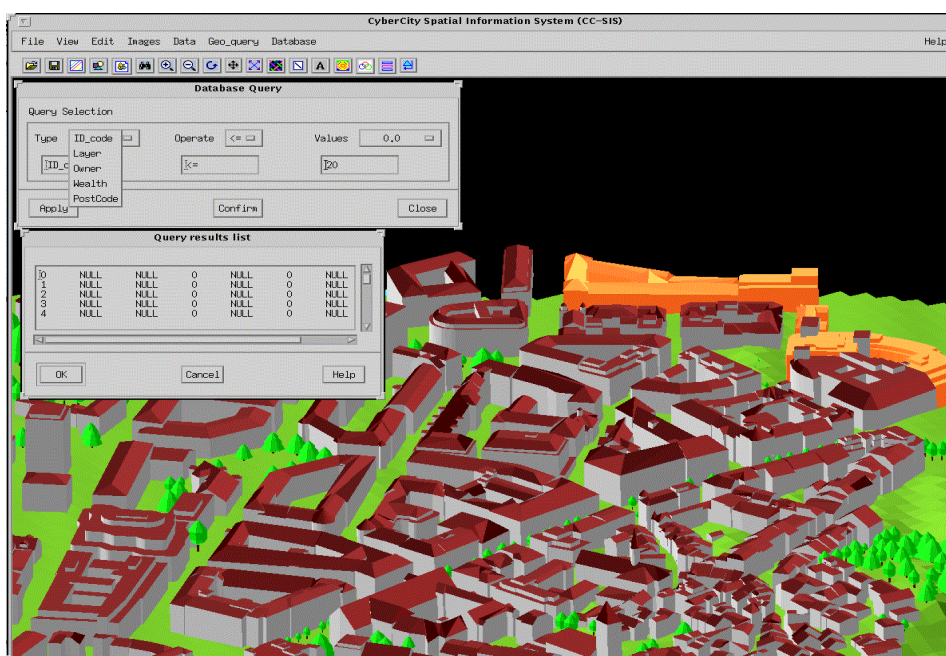 CyberCity Spatial Information System (CC-SIS)
File View Edit Images Data Geo_query Database Help
A
Database Query
Query Selection
Type ID_code Operate <= Values 0.0
Layer
Owner
Wealth
PostCode
<= 20
Apply Confirm Close
Query results list
0 NULL NULL 0 NULL 0 NULL
1 NULL NULL 0 NULL 0 NULL
2 NULL NULL 0 NULL 0 NULL
3 NULL NULL 0 NULL 0 NULL
4 NULL NULL 0 NULL 0 NULL
OK Cancel Help